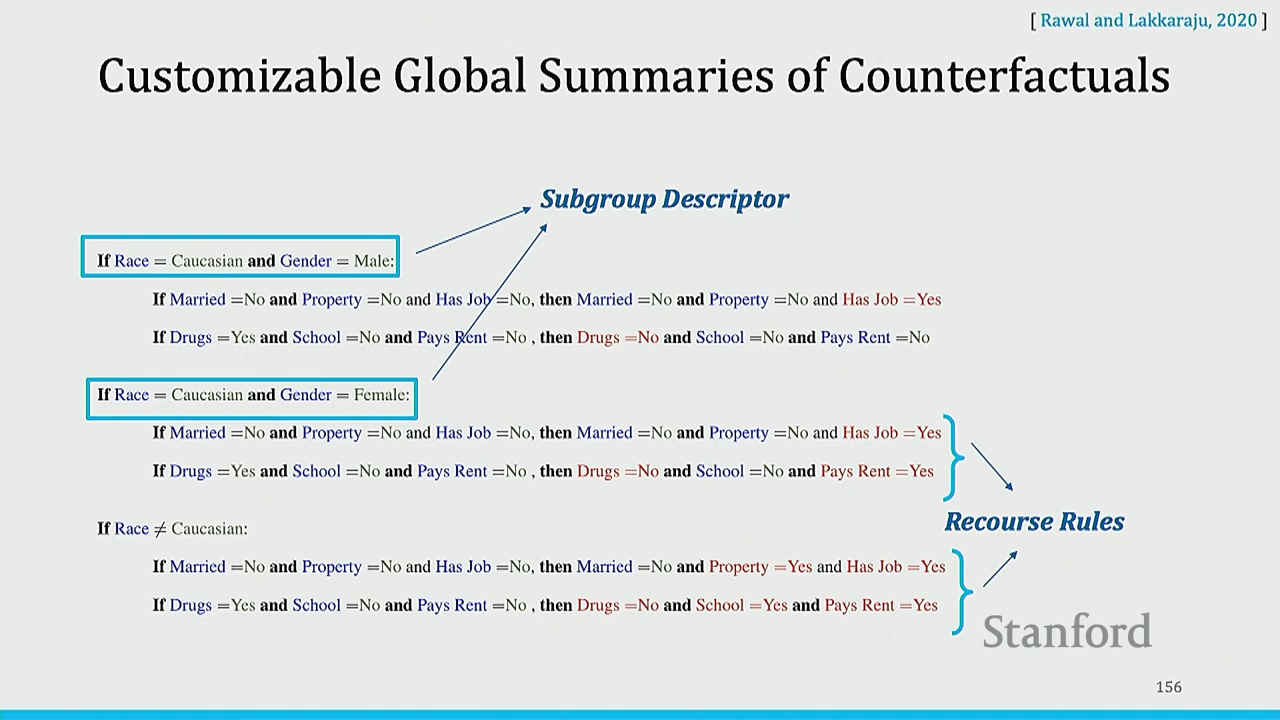 [ Rawal and Lakkaraju, 2020 ]
Customizable Global Summaries of Counterfactuals
Subgroup Descriptor
If Race = Caucasian and Gender = Male:
If Married =No and Property =No and Has Job =No, then Married =No and Property =No and Has Job =Yes
If Drugs =Yes and School =No and Pays Rent =No , then Drugs =No and School =No and Pays Rent =No
If Race = Caucasian and Gender = Female:
If Married =No and Property =No and Has Job =No, then Married =No and Property =No and Has Job =Yes
If Drugs =Yes and School =No and Pays Rent =No , then Drugs =No and School =No and Pays Rent =Yes
Recourse Rules
If Race ≠ Caucasian:
If Married =No and Property =No and Has Job =No, then Married =No and Property =Yes and Has Job =Yes
If Drugs =Yes and School =No and Pays Rent =No , then Drugs =No and School =Yes and Pays Rent =Yes
Stanford
156